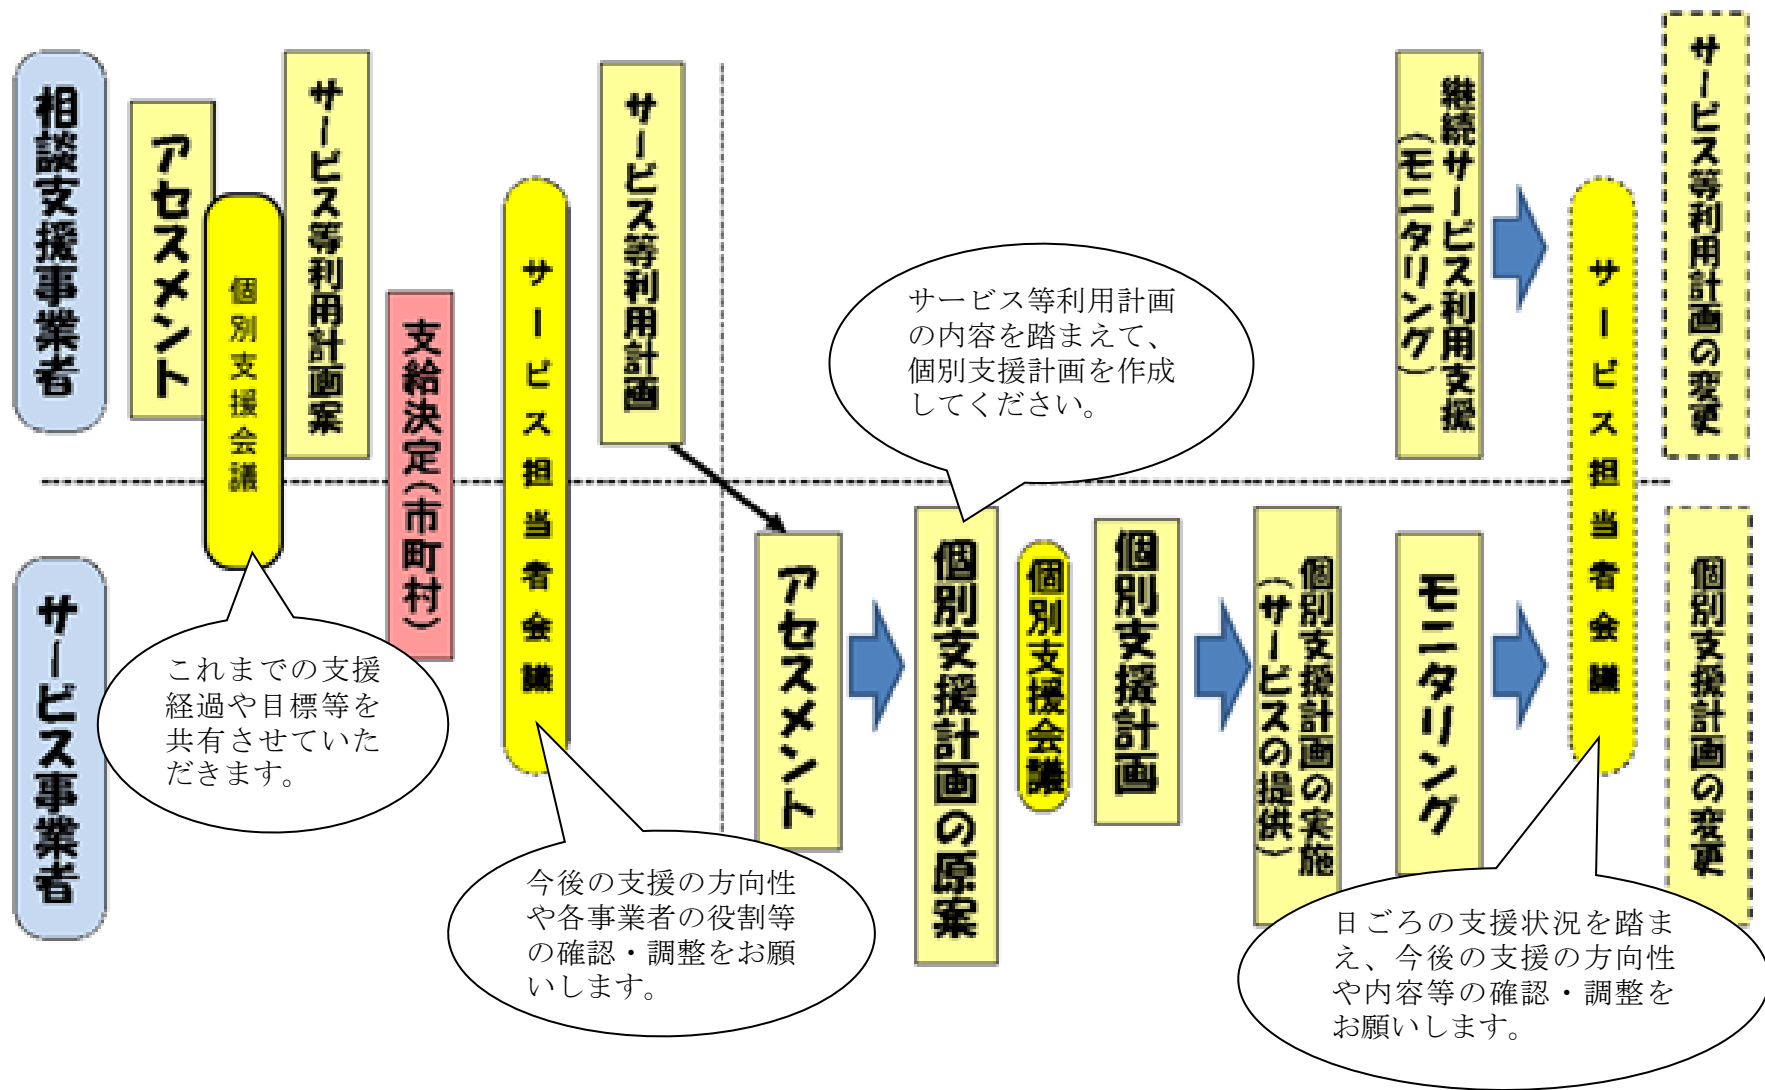 相談支援事業者
アセスメント
個別支援会議
サービス等利用計画案
支給決定(市町村)
サービス担当者会議
サービス等利用計画
継続サービス利用支援
(モニタリング)
サービス担当者会議
サービス等利用計画の変更
サービス等利用計画
の内容を踏まえて、
個別支援計画を作成
してください。
サービス事業者
これまでの支援
経過や目標等を
共有させていた
だきます。
今後の支援の方向性
や各事業者の役割等
の確認・調整をお願
いします。
アセスメント
個別支援計画の原案
個別支援会議
個別支援計画
個別支援計画の実施
(サービスの提供)
モニタリング
個別支援計画の変更
日ごろの支援状況を踏ま
え、今後の支援の方向性
や内容等の確認・調整を
お願いします。